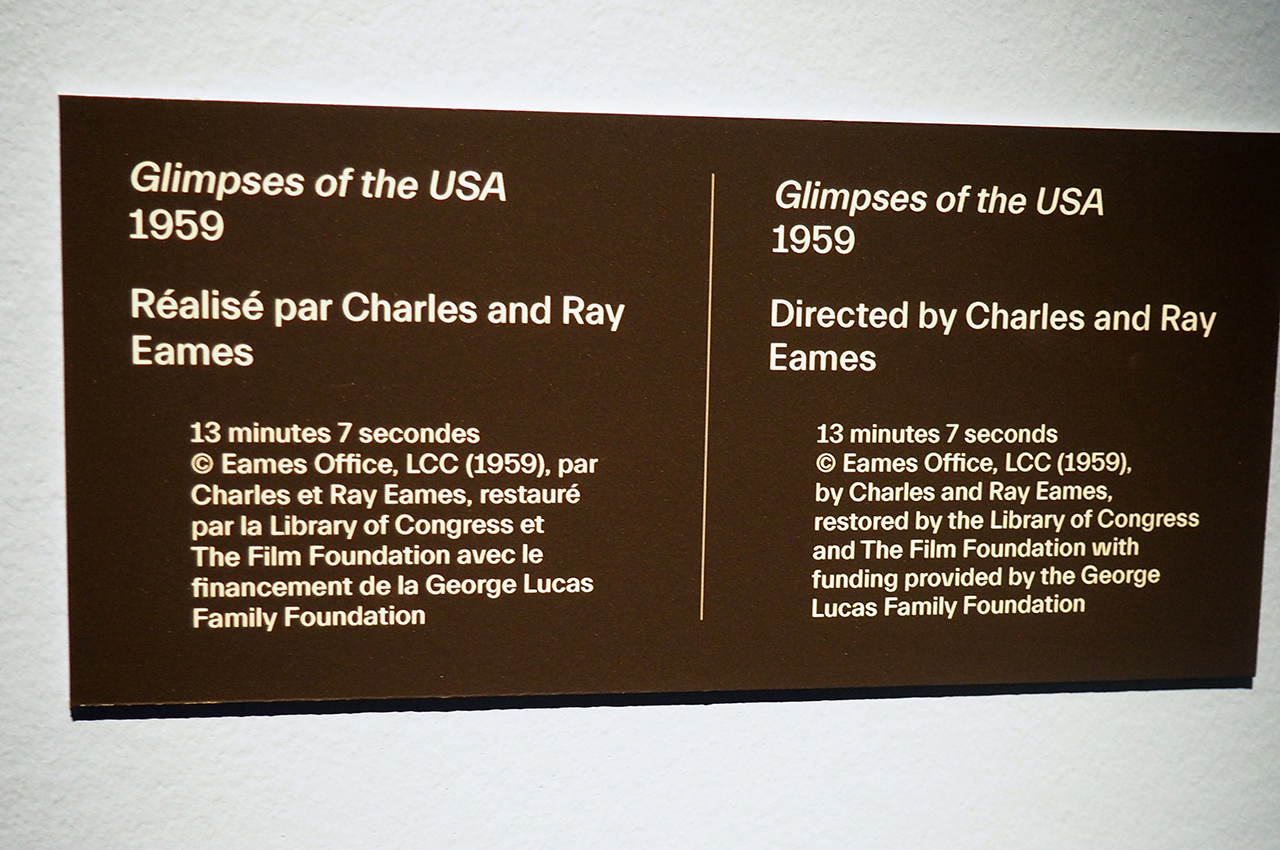 Glimpses of the USA
1959
Réalisé par Charles and Ray
Eames
13 minutes 7 secondes
© Eames Office, LCC (1959), par
Charles et Ray Eames, restauré
par la Library of Congress et
The Film Foundation avec le
financement de la George Lucas
Family Foundation
Glimpses of the USA
1959
Directed by Charles and Ray
Eames
13 minutes 7 seconds
© Eames Office, LCC (1959),
by Charles and Ray Eames,
restored by the Library of Congress
and The Film Foundation with
funding provided by the George
Lucas Family Foundation